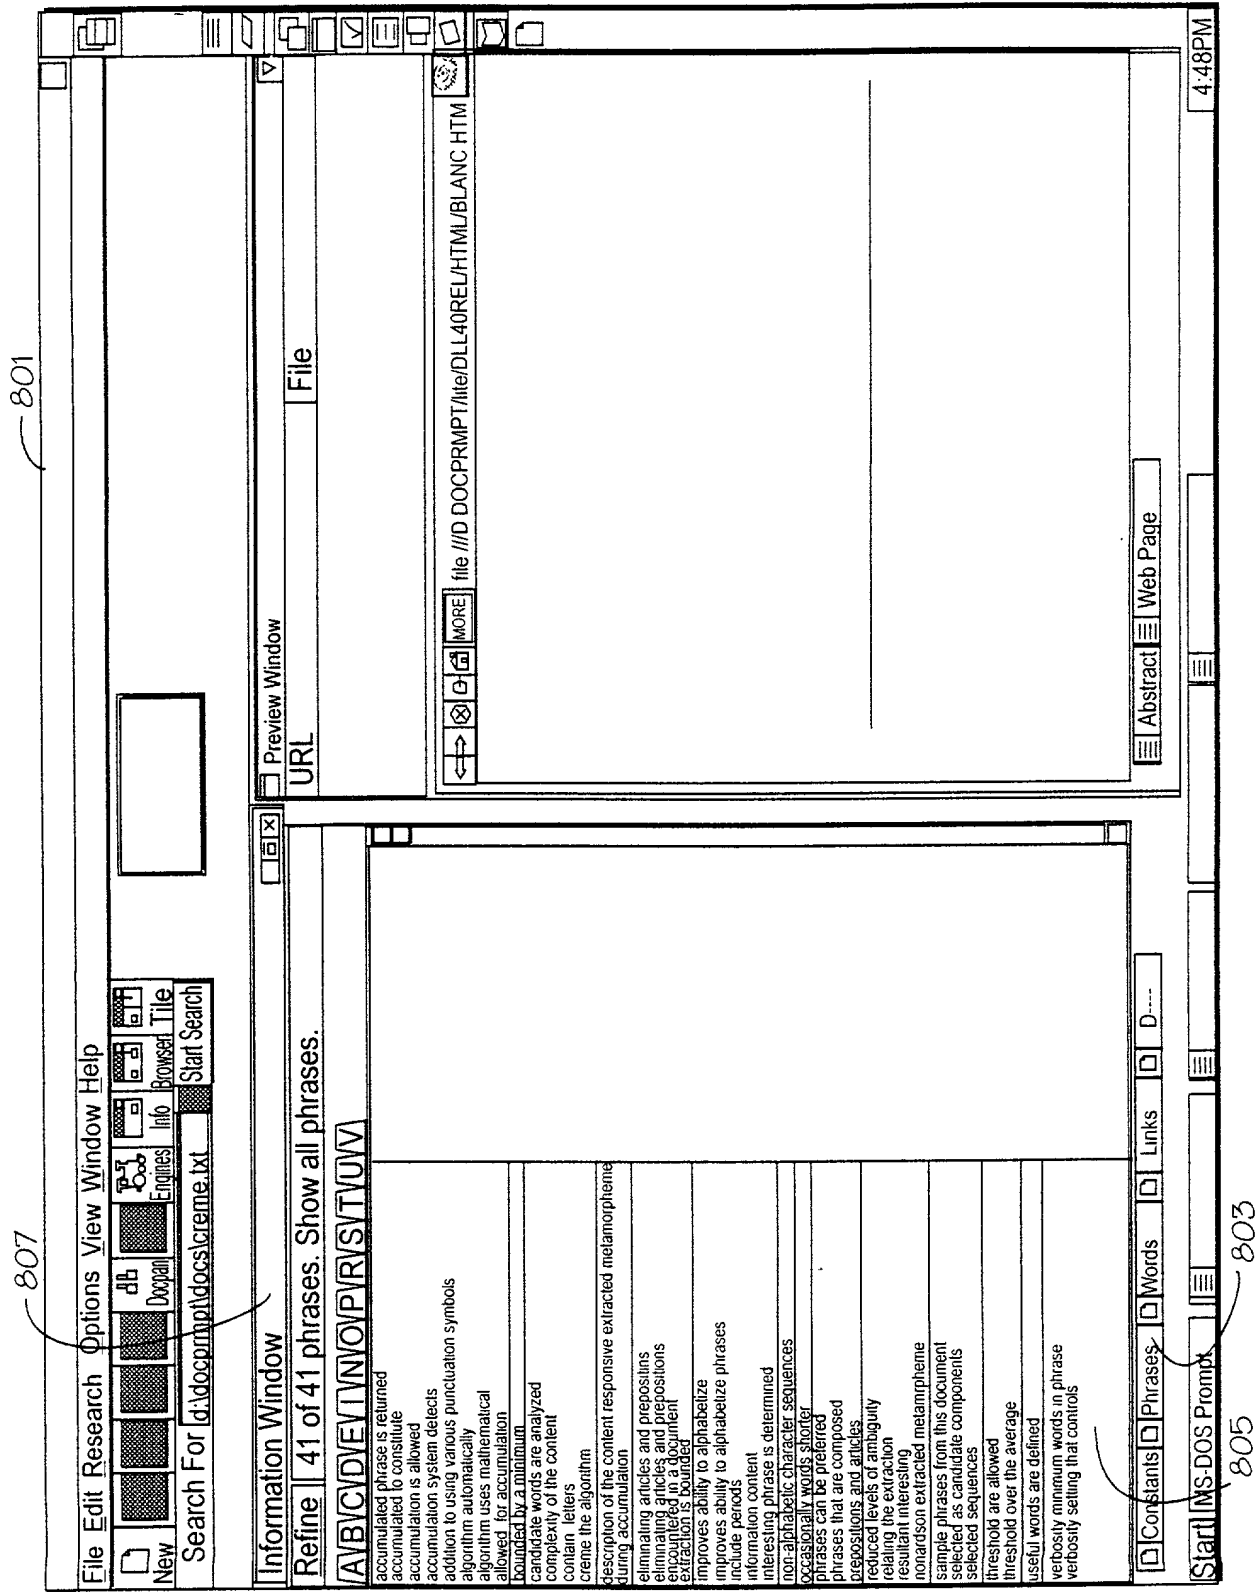 801
807
File Edit Research Options View Window Help
New Docpan Engines Info Browser Tile
Search For d:\docprmpt\docs\creme.txt Start Search
Information Window
Refine 41 of 41 phrases. Show all phrases.
/A\/B\/C\/D\/E\/I\/N\/O\/P\/R\/S\/T\/U\/V\
accumulated phrase is returned
accumulated to constitute
accumulation is allowed
accumulation system detects
addition to using various punctuation symbols
algorithm automatically
algorithm uses mathematical
allowed for accumulation
bounded by a minimum
candidate words are analyzed
complexity of the content
contain letters
creme the algorithm
description of the content responsive extracted metamorpheme
during accumulation
eliminating articles and prepositins
eliminating articles and prepositions
encountered in a document
extraction is bounded
improves ability to alphabetize
improves ability to alphabetize phrases
include periods
information content
interesting phrase is determined
non-alphabetic character sequences
occasionally words shorter
phrases can be preferred
phrases that are composed
prepositions and articles
reduced levels of ambiguity
relating the extraction
resultant interesting
nonardson extracted metamrpheme
sample phrases from this document
selected as candidate components
selected sequences
threshold are allowed
threshold over the average
useful words are defined
verbosity minimum words in phrase
verbosity setting that controls
Constants Phrases Words Links D----
Preview Window
URL File
MORE file ///D DOCPRMPT/lite/DLL40REL/HTML/BLANC HTM
Abstract Web Page
Start MS-DOS Prompt 4:48PM
805
803